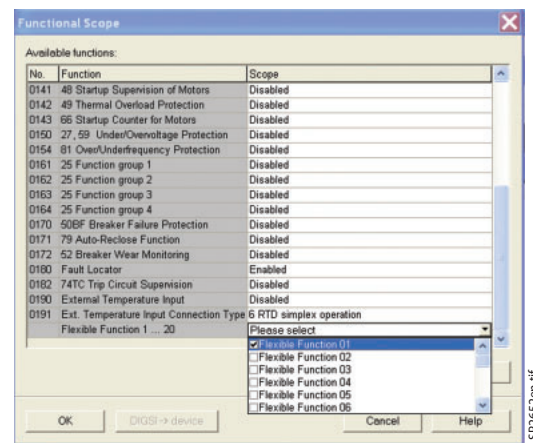 Functional Scope
Available functions:
No. Function Scope
0141 48 Startup Supervision of Motors Disabled
0142 49 Thermal Overload Protection Disabled
0143 66 Startup Counter for Motors Disabled
0150 27, 59 Under/Overvoltage Protection Disabled
0154 81 Over/Underfrequency Protection Disabled
0161 25 Function group 1 Disabled
0162 25 Function group 2 Disabled
0163 25 Function group 3 Disabled
0164 25 Function group 4 Disabled
0170 50BF Breaker Failure Protection Disabled
0171 79 Auto-Reclose Function Disabled
0172 52 Breaker Wear Monitoring Disabled
0180 Fault Locator Enabled
0182 74TC Trip Circuit Supervision Disabled
0190 External Temperature Input Disabled
0191 Ext. Temperature Input Connection Type 6 RTD simplex operation
Flexible Function 1 ... 20 Please select
Flexible Function 01
Flexible Function 02
Flexible Function 03
Flexible Function 04
Flexible Function 05
Flexible Function 06
OK DIGSI -> device Cancel Help